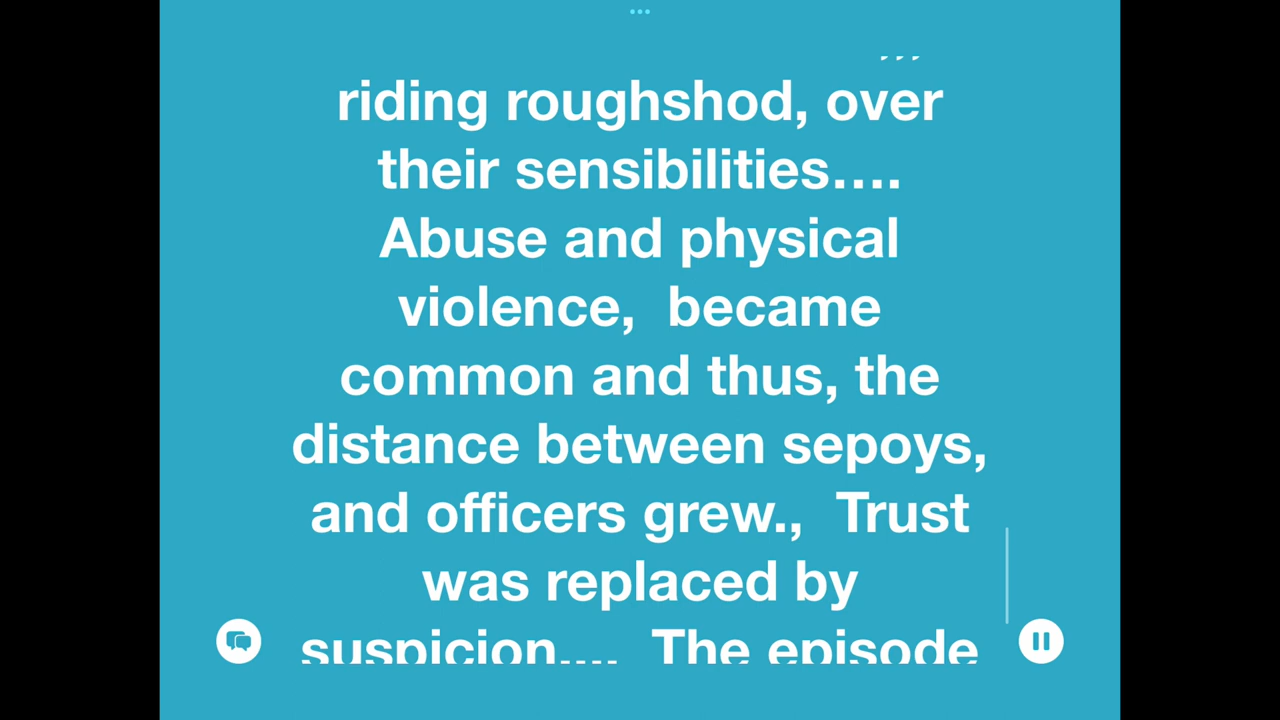 riding roughshod, over
their sensibilities....
Abuse and physical
violence,  became
common and thus, the
distance between sepoys,
and officers grew.,  Trust
was replaced by
suspicion....  The episode